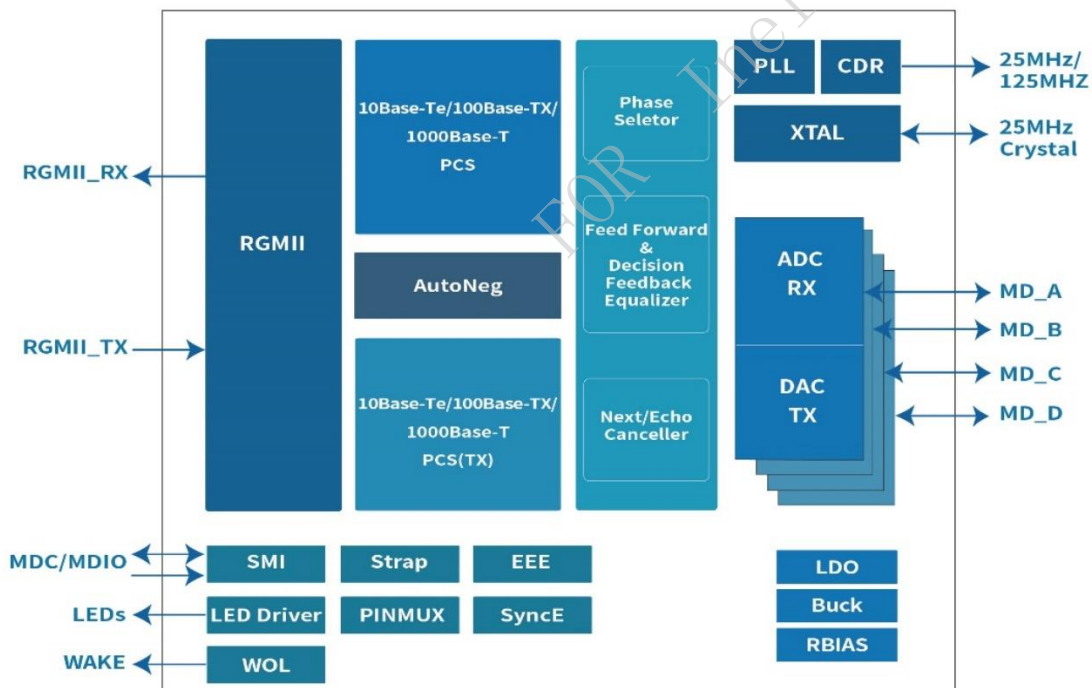 PLL
CDR
25MHz/
125MHZ
XTAL
25MHz
Crystal
10Base-Te/100Base-TX/
1000Base-T
PCS
Phase
Seletor
RGMII_RX
RGMII
Feed Forward
&
Decision
Feedback
Equalizer
AutoNeg
ADC
RX
MD_A
MD_B
RGMII_TX
MD_C
DAC
TX
MD_D
10Base-Te/100Base-TX/
1000Base-T
PCS(TX)
Next/Echo
Canceller
MDC/MDIO
SMI
Strap
EEE
LDO
LEDs
LED Driver
PINMUX
SyncE
Buck
WAKE
WOL
RBIAS
FOR